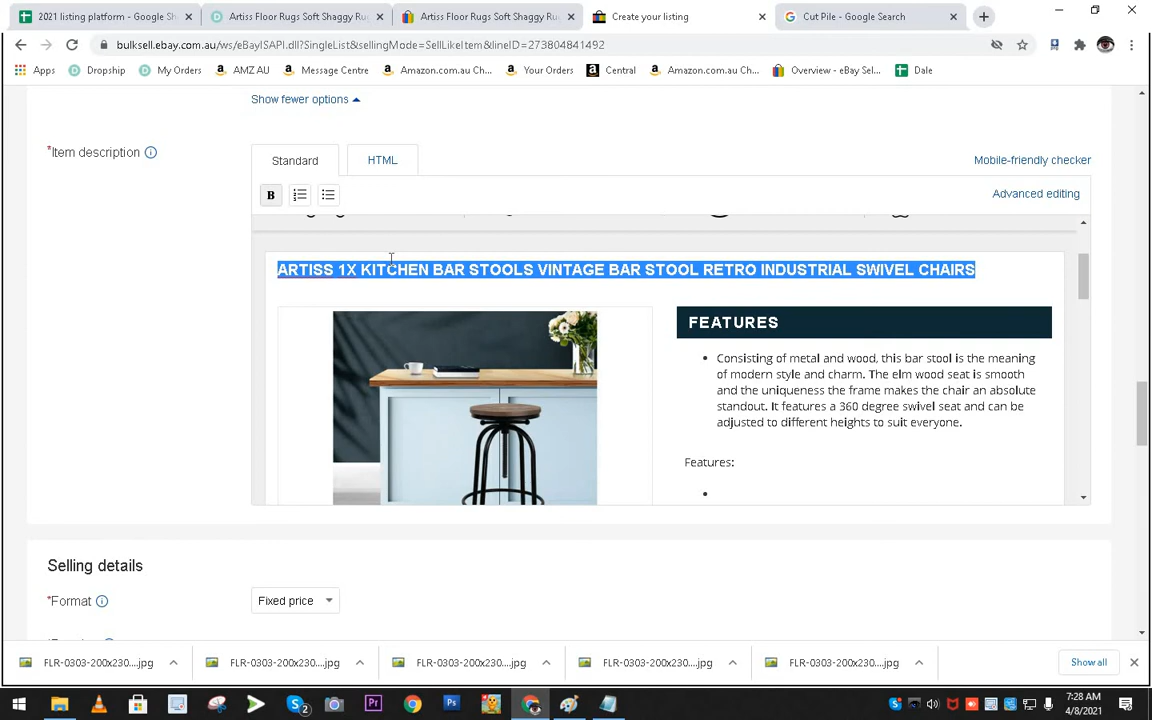 2021 listing platform - Google Sh
Artiss Floor Rugs Soft Shaggy Ru
Artiss Floor Rugs Soft Shaggy Ru
Create your listing
Cut Pile - Google Search
bulksell.ebay.com.au/ws/eBayISAPI.dll?SingleList&sellingMode=SellLikeItem&lineID=273804841492
Apps
Dropship
My Orders
AMZ AU
Message Centre
Amazon.com.au Ch...
Your Orders
Central
Amazon.com.au Ch...
Overview - eBay Sel...
Dale
Show fewer options
*Item description
Standard
HTML
Mobile-friendly checker
B
Advanced editing
ARTISS 1X KITCHEN BAR STOOLS VINTAGE BAR STOOL RETRO INDUSTRIAL SWIVEL CHAIRS
FEATURES
Consisting of metal and wood, this bar stool is the meaning
of modern style and charm. The elm wood seat is smooth
and the uniqueness the frame makes the chair an absolute
standout. It features a 360 degree swivel seat and can be
adjusted to different heights to suit everyone.
Features:
Selling details
*Format
Fixed price
FLR-0303-200x230....jpg
FLR-0303-200x230....jpg
FLR-0303-200x230....jpg
FLR-0303-200x230....jpg
FLR-0303-200x230....jpg
Show all
7:28 AM
4/8/2021